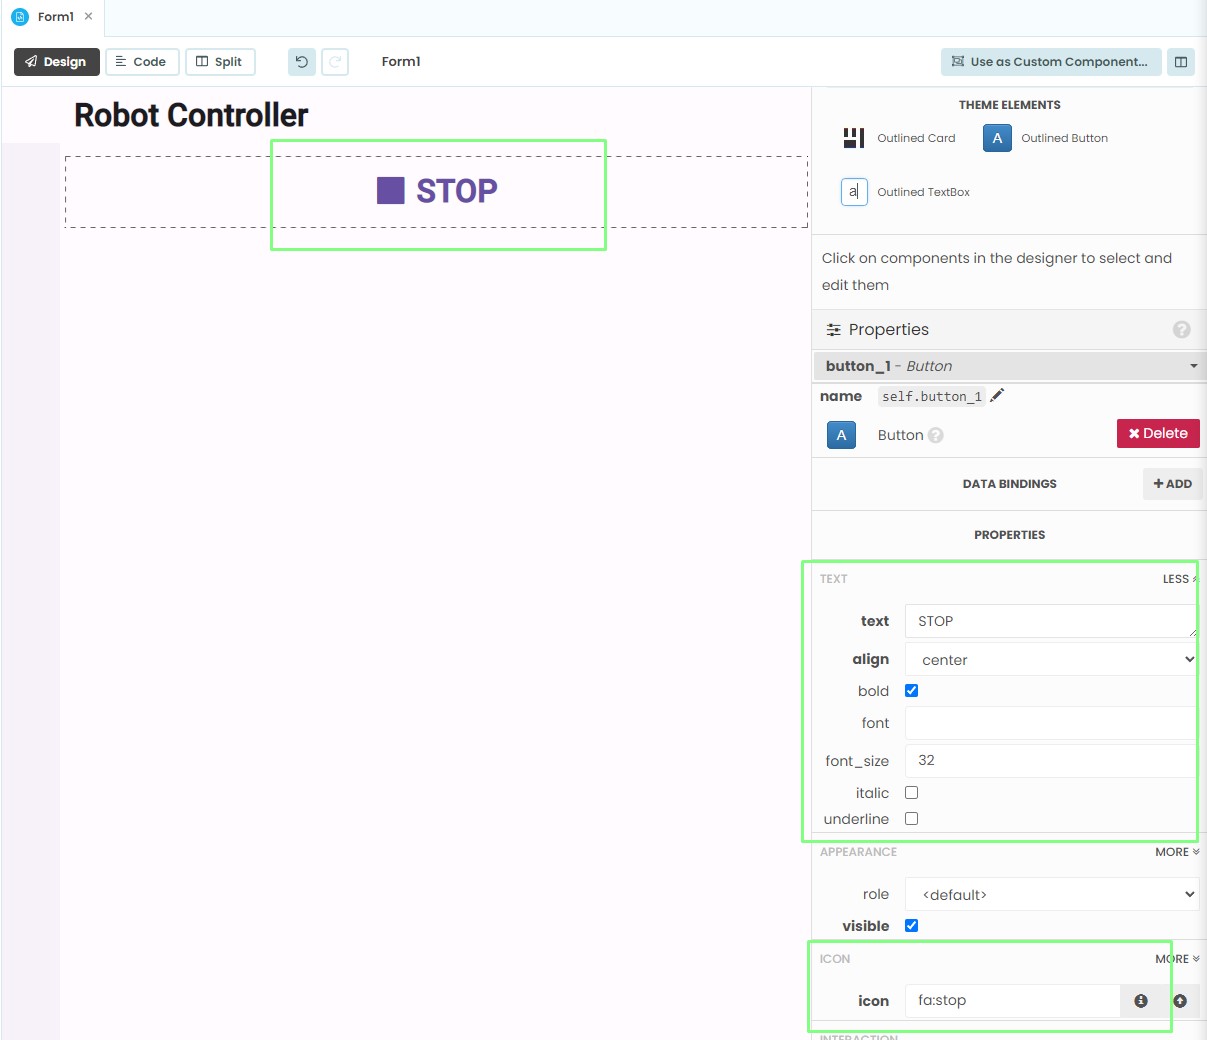 Form1 ×
Design Code Split Form1 Use as Custom Component...
Robot Controller
STOP
THEME ELEMENTS
Outlined Card A Outlined Button
a Outlined TextBox
Click on components in the designer to select and
edit them
Properties ?
button_1 - Button
name self.button_1
A Button ? × Delete
DATA BINDINGS + ADD
PROPERTIES
TEXT LESS
text STOP
align center
bold
font
font_size 32
italic
underline
APPEARANCE MORE
role <default>
visible
ICON MORE
icon fa:stop
INTERACTION